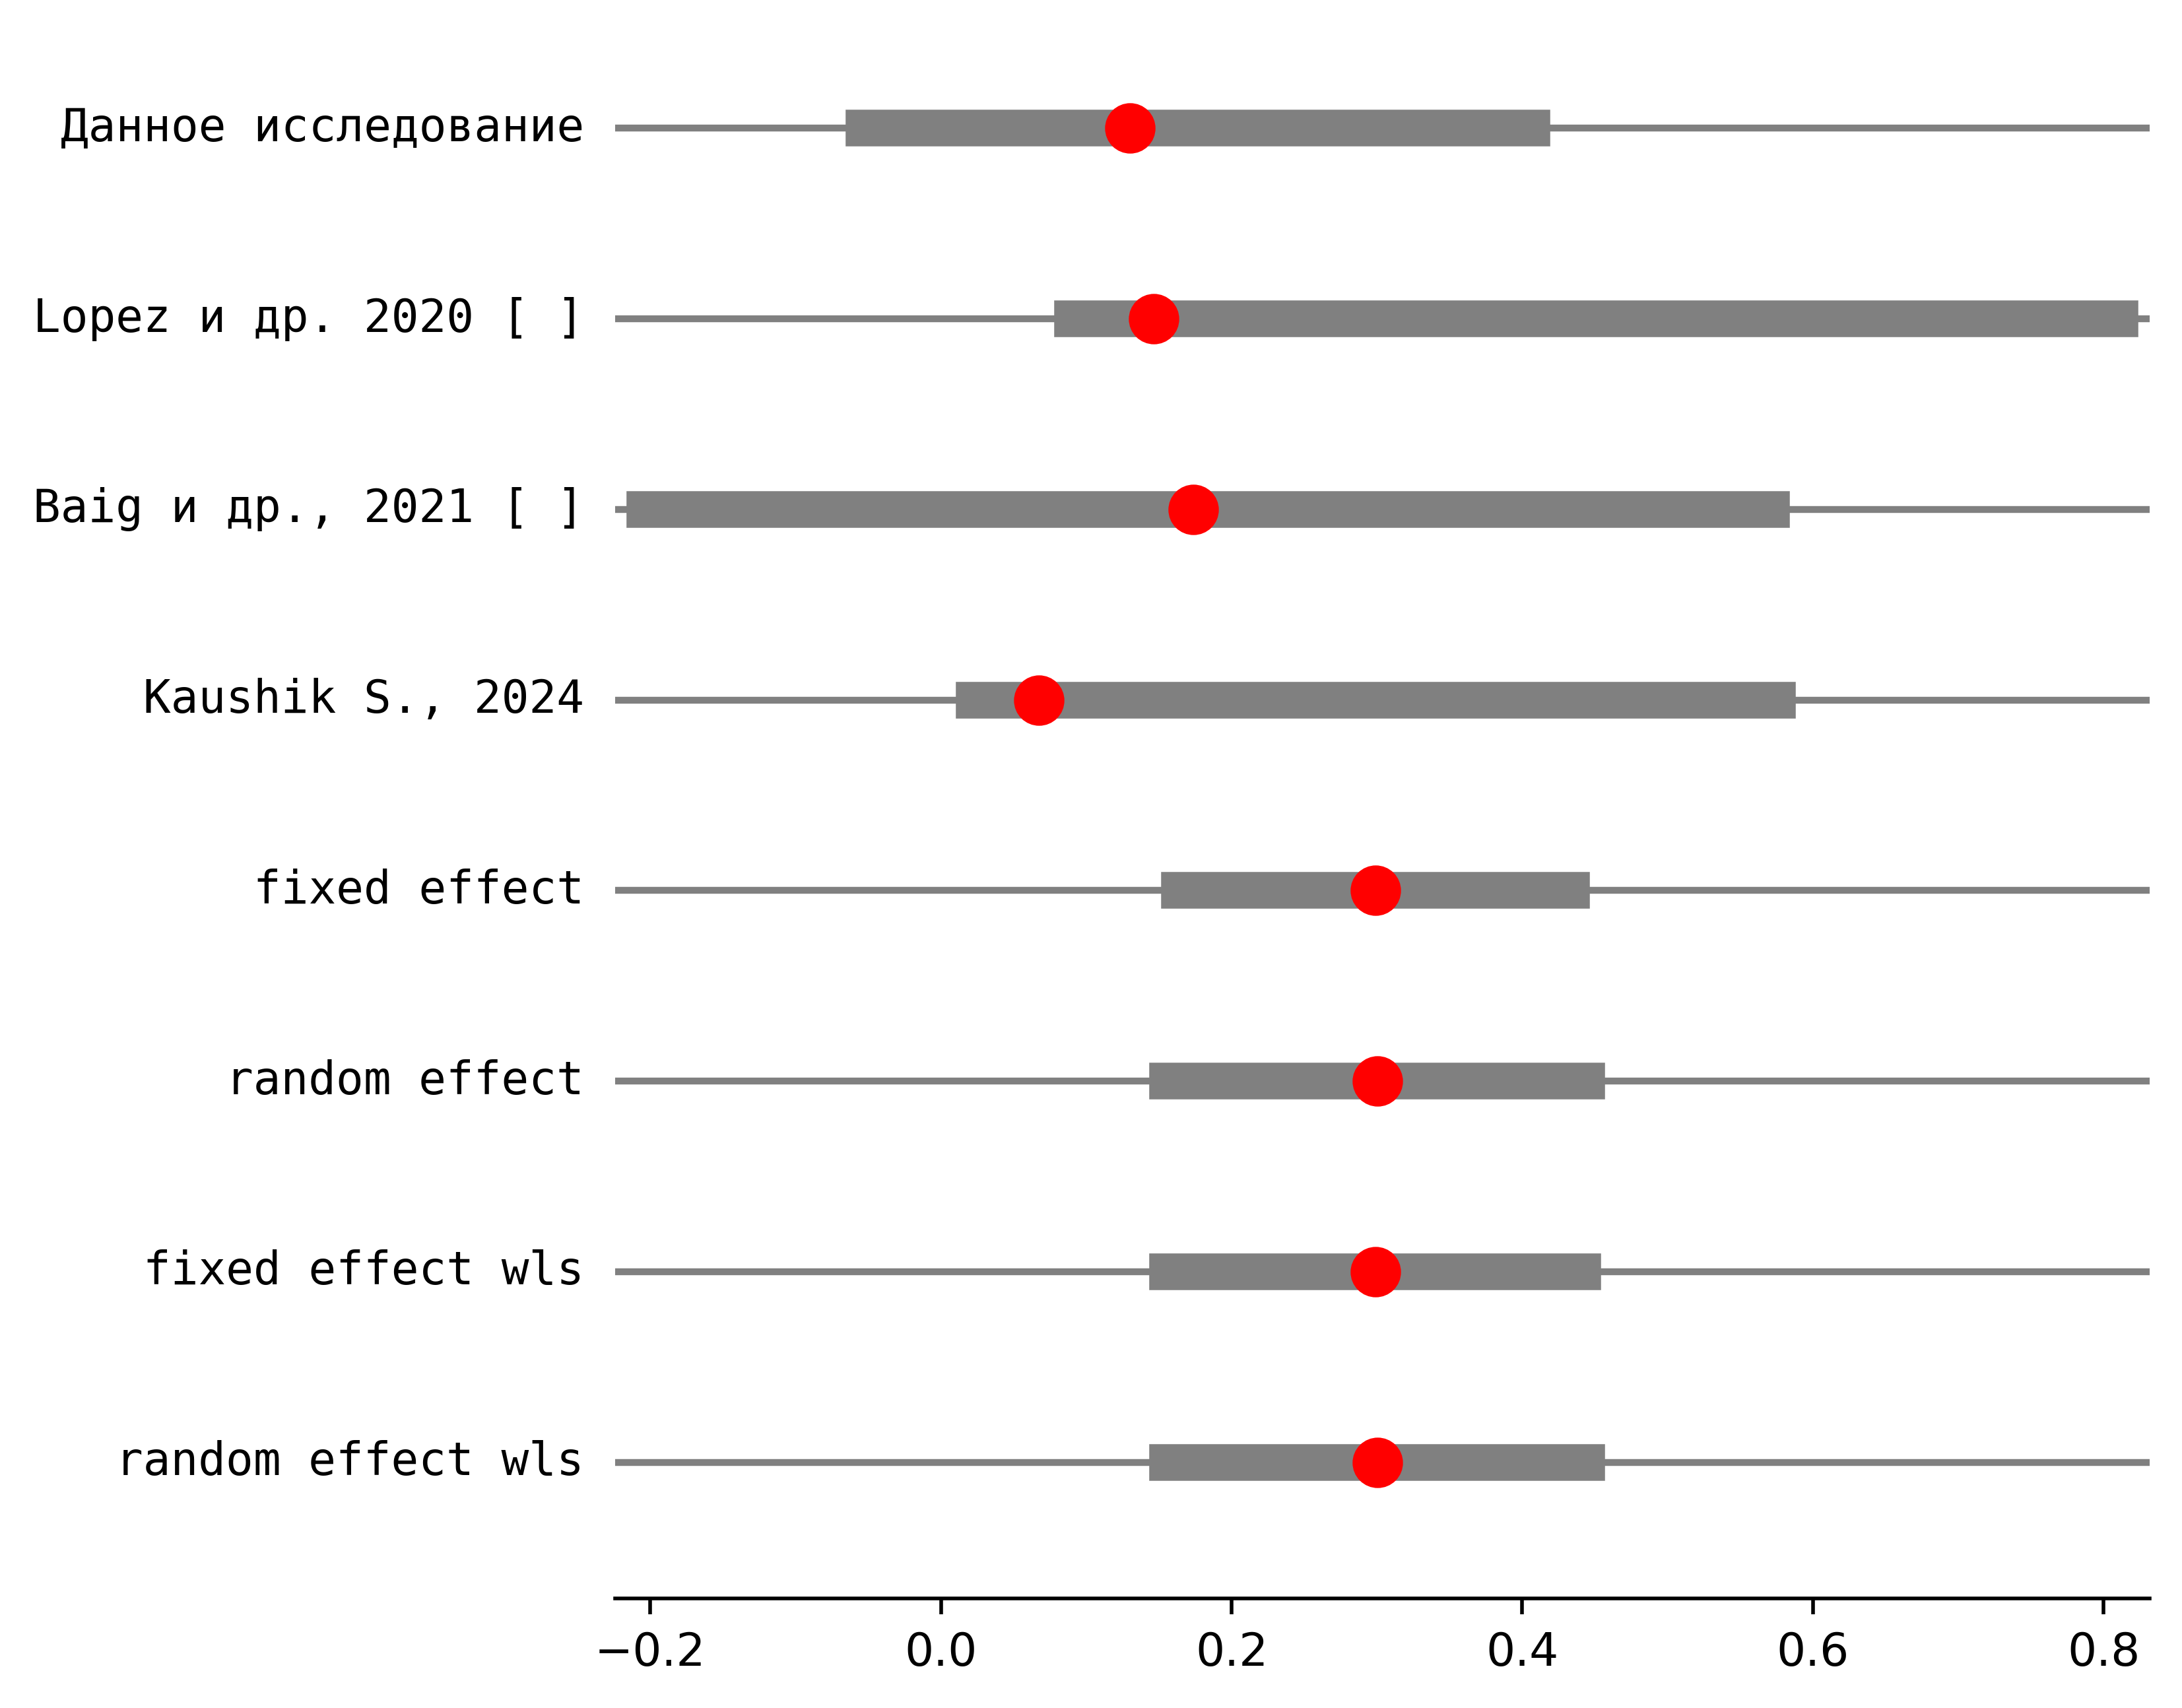 Данное исследование
Lopez и др. 2020 [ ]
Baig и др., 2021 [ ]
Kaushik S., 2024
fixed effect
random effect
fixed effect wls
random effect wls
−0.2 0.0 0.2 0.4 0.6 0.8